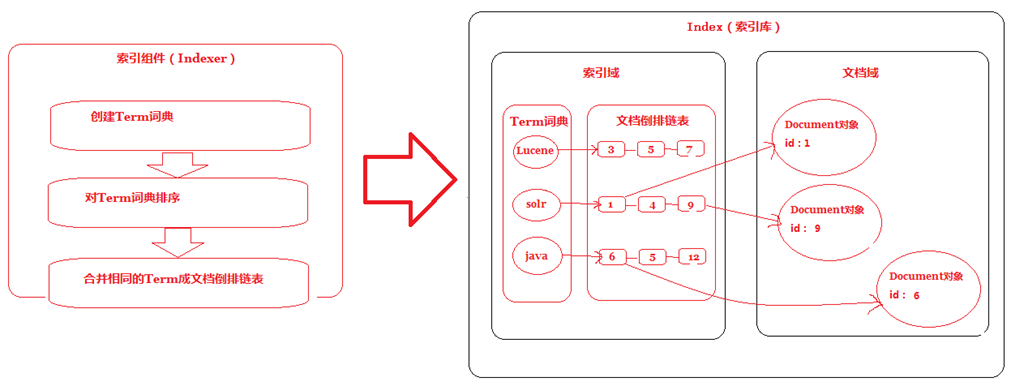 索引组件（Indexer）
创建Term词典
对Term词典排序
合并相同的Term成文档倒排链表
Index（索引库）
索引域
Term词典
文档倒排链表
Lucene
3 5 7
solr
1 4 9
java
6 5 12
文档域
Document对象
id：1
Document对象
id： 9
Document对象
id： 6